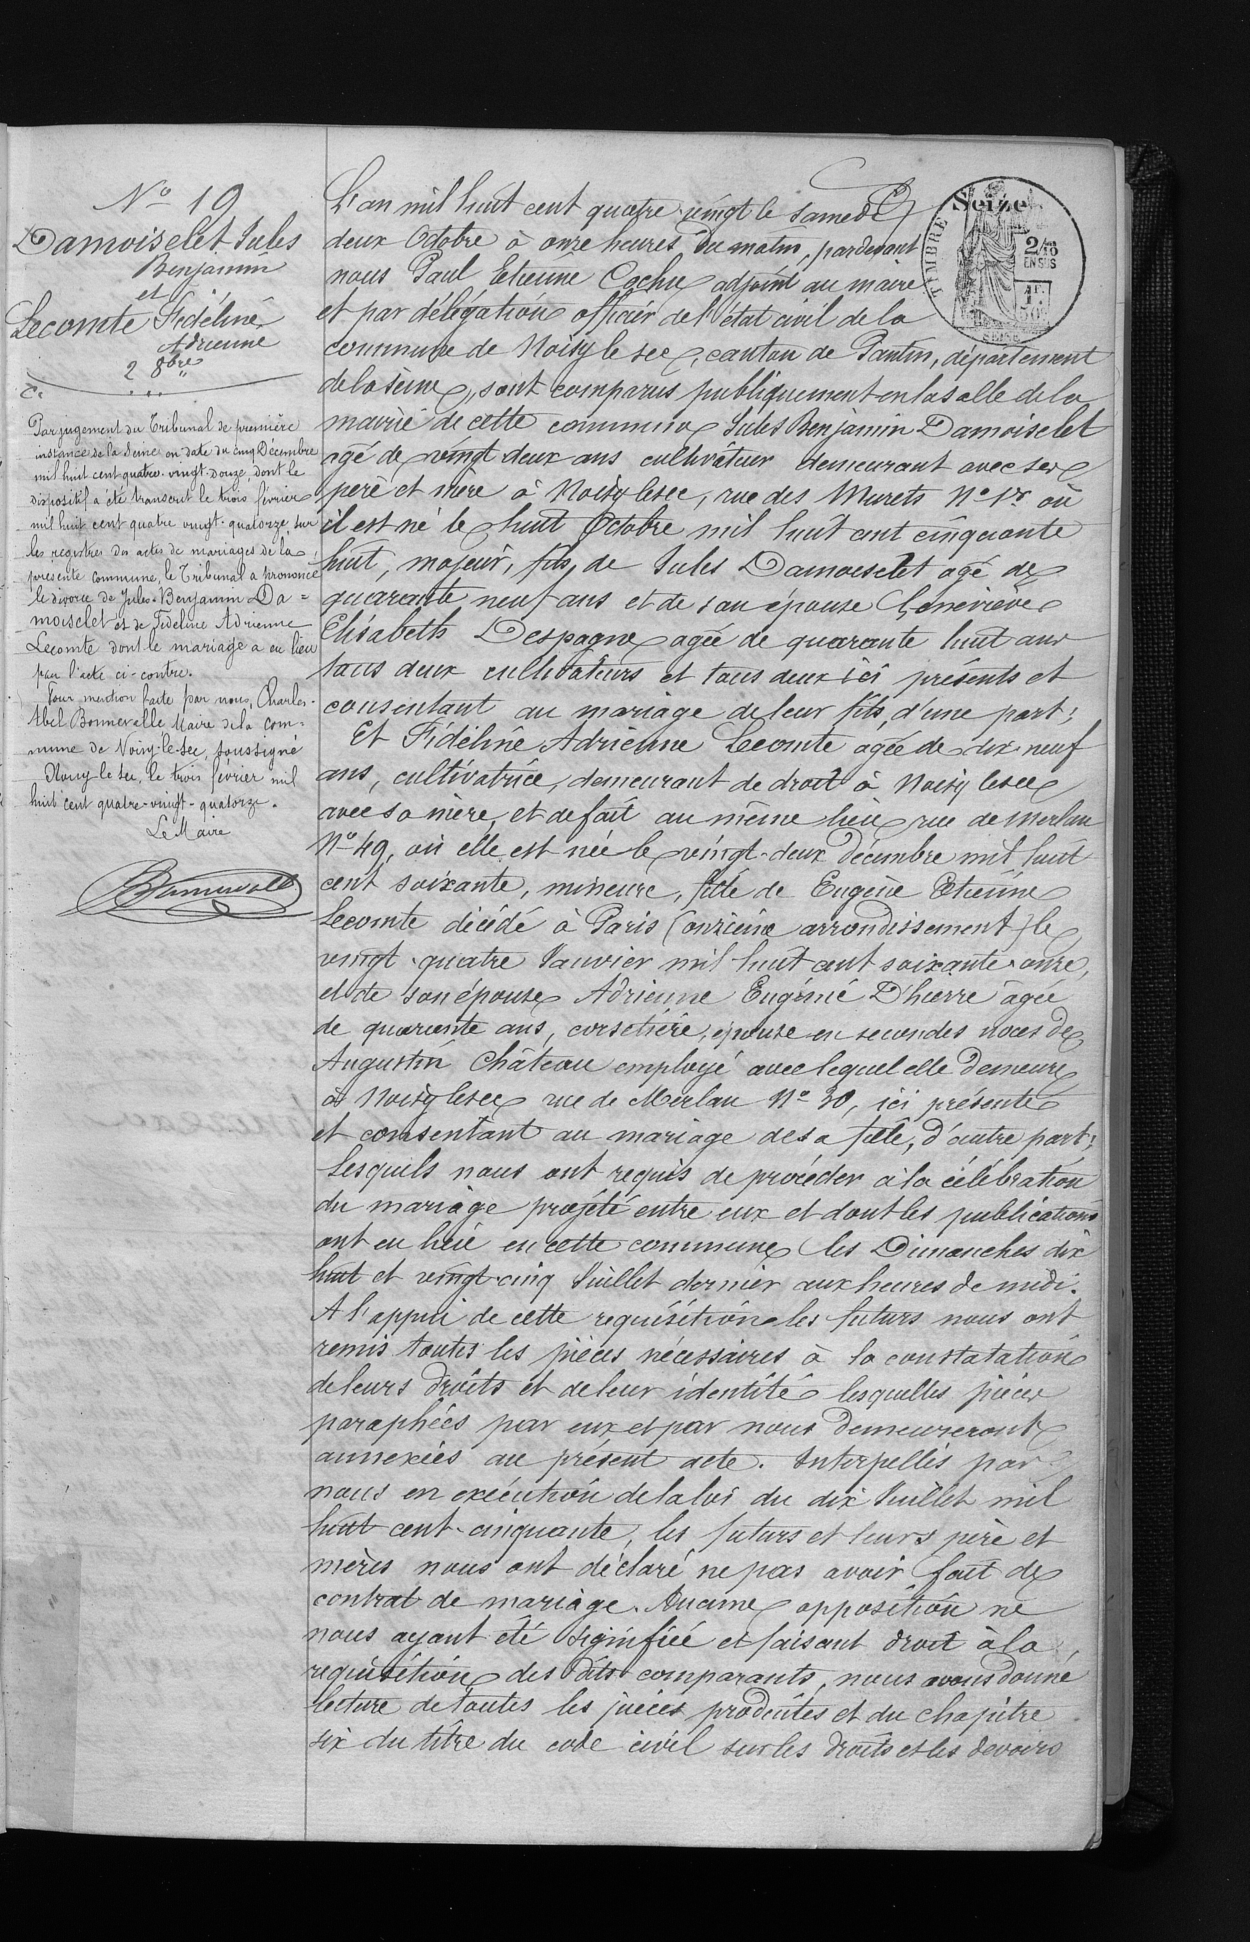 No 19
Damoiselet Jules
Benjamin
et
Lecomte Fidéline
Adrienne
2 8bre
Par jugement du Tribunal de première
instance de la Seine en date du cinq Décembre
mil huit cent quatre-vingt-douze, dont le
dispositif a été transcrit le trois février
mil huit cent quatre vingt-quatorze sur
les registres des actes de mariages de la
présente commune, le Tribunal a prononcé
le divorce de Jules-Benjamin Da=
moiselet et de Fideline Adrienne
Lecomte dont le mariage a eu lieu
par l'acte ci-contre.
Pour mention faite par nous, Charles-
Abel Bonnevalle Maire de la Com-
mune de Noisy-le-Sec, soussigné
Noisy-le-Sec, le trois février mil
huit cent quatre-vingt-quatorze.
Le Maire
Bonnevalle
TIMBRE
Seize
2/10
EN SUS
SEINE
L'an mil huit cent quatre-vingt le Samedi
deux Octobre à onze heures du matin, pardevant
nous Paul Etienne Cochu adjoint au maire
et par délégation officier de l'état civil de la
commune de Noisy le sec, canton de Pantin, département
de la Seine, sont comparus publiquement en la salle de la
mairie de cette commune Jules Benjamin Damoiselet
agé de vingt deux ans cultivateur demeurant avec ses
père et mère à Noisy le sec, rue des Murets No 17 où
il est né le huit Octobre mil huit cent cinquante
huit, majeur, fils, de Jules Damoiselet agé de
quarante neuf ans et de son épouse Geneviève
Elisabeth Despagne agée de quarante huit ans
tous deux cultivateurs et tous deux ici présents et
consentant au mariage de leur fils, d'une part;
Et Fidéline Adrienne Lecomte agée de dix-neuf
ans, cultivatrice, demeurant de droit à Noisy le sec
avec sa mère, et de fait au même lieu rue de Merlan
No 49, où elle est née le vingt-deux Décembre mil huit
cent soixante, mineure, fille de Eugène Etienne
Lecomte décédé à Paris (onzième arrondissement) le
vingt-quatre Janvier mil huit cent soixante-onze,
et de son épouse Adrienne Eugénie D'hierre agée
de quarante ans, corsetière, épouse en secondes noces de
Augustin Château employé avec lequel elle demeure
à Noisy le sec rue de Merlan No 30, ici présente
et consentant au mariage de sa fille, d'autre part;
Lesquels nous ont requis de procéder à la célébration
du mariage projété entre eux et dont les publications
ont eu lieu en cette commune les Dimanches dix
huit et vingt-cinq Juillet dernier aux heures de midi.
A l'appui de cette requisition les futurs nous ont
remis toutes les pièces nécessaires à la constatation
de leurs droits et de leur identité lesquelles pièces
paraphées par eux et par nous demeureront
annexées au présent acte. Interpellés par
nous en exécution de la loi du dix Juillet mil
huit cent-cinquante, les futurs et leurs père et
mères nous ont déclaré ne pas avoir fait de
contrat de mariage. Aucune opposition ne
nous ayant été signifiée et faisant droit à la
requisition des dits comparants, nous avons donné
lecture de toutes les pièces produites et du chapitre
six du titre du code civil sur les droits et les devoirs